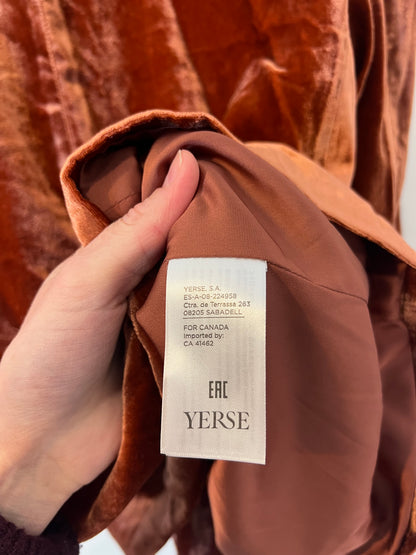 YERSE, S.A.
ES-A-08-224958
Ctra. de Terrassa 263
08205 SABADELL
FOR CANADA
Imported by:
CA 41462
EAC
YERSE